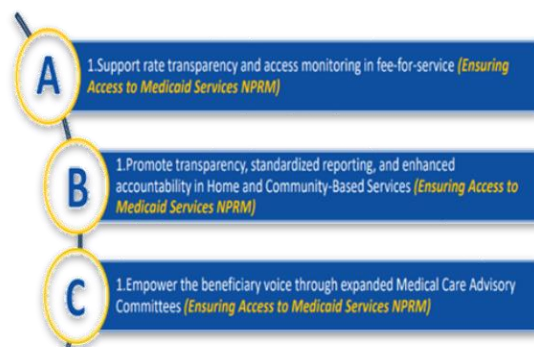 A
1.Support rate transparency and access monitoring in fee-for-service (Ensuring
Access to Medicaid Services NPRM)
B
1.Promote transparency, standardized reporting, and enhanced
accountability in Home and Community-Based Services (Ensuring Access to
Medicaid Services NPRM)
C
1.Empower the beneficiary voice through expanded Medical Care Advisory
Committees (Ensuring Access to Medicaid Services NPRM)